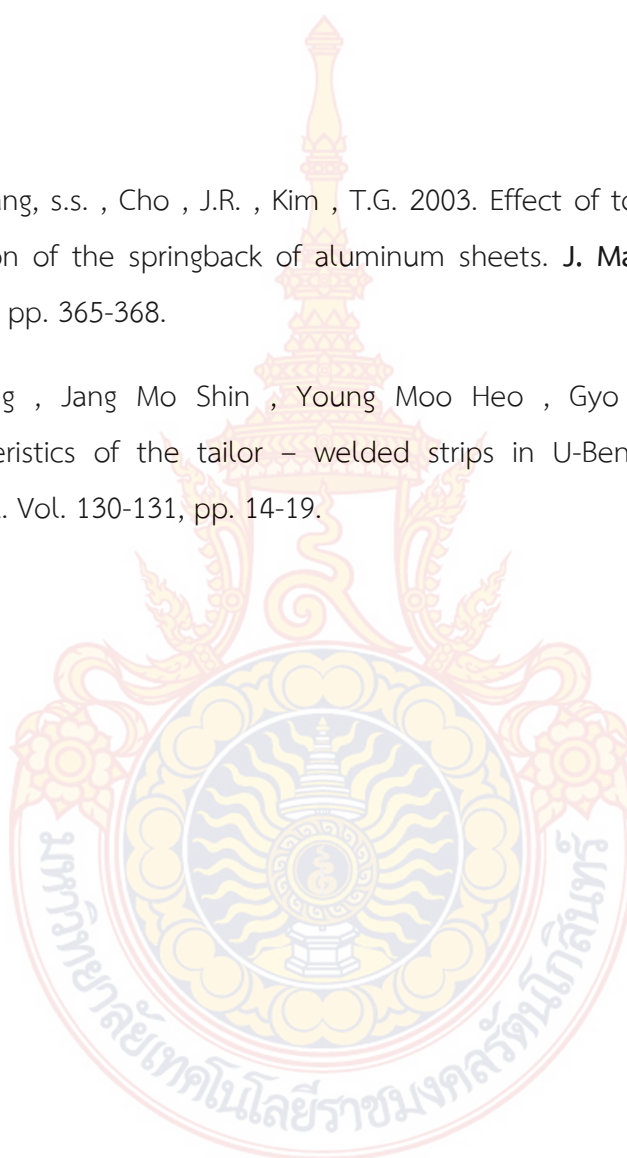 ang, s.s. , Cho , J.R. , Kim , T.G. 2003. Effect of to
on of the springback of aluminum sheets. J. Ma
pp. 365-368.
g , Jang Mo Shin , Young Moo Heo , Gyo
eristics of the tailor – welded strips in U-Ben
. Vol. 130-131, pp. 14-19.
มหาวิทยาลัยเทคโนโลยีราชมงคลรัตนโกสินทร์